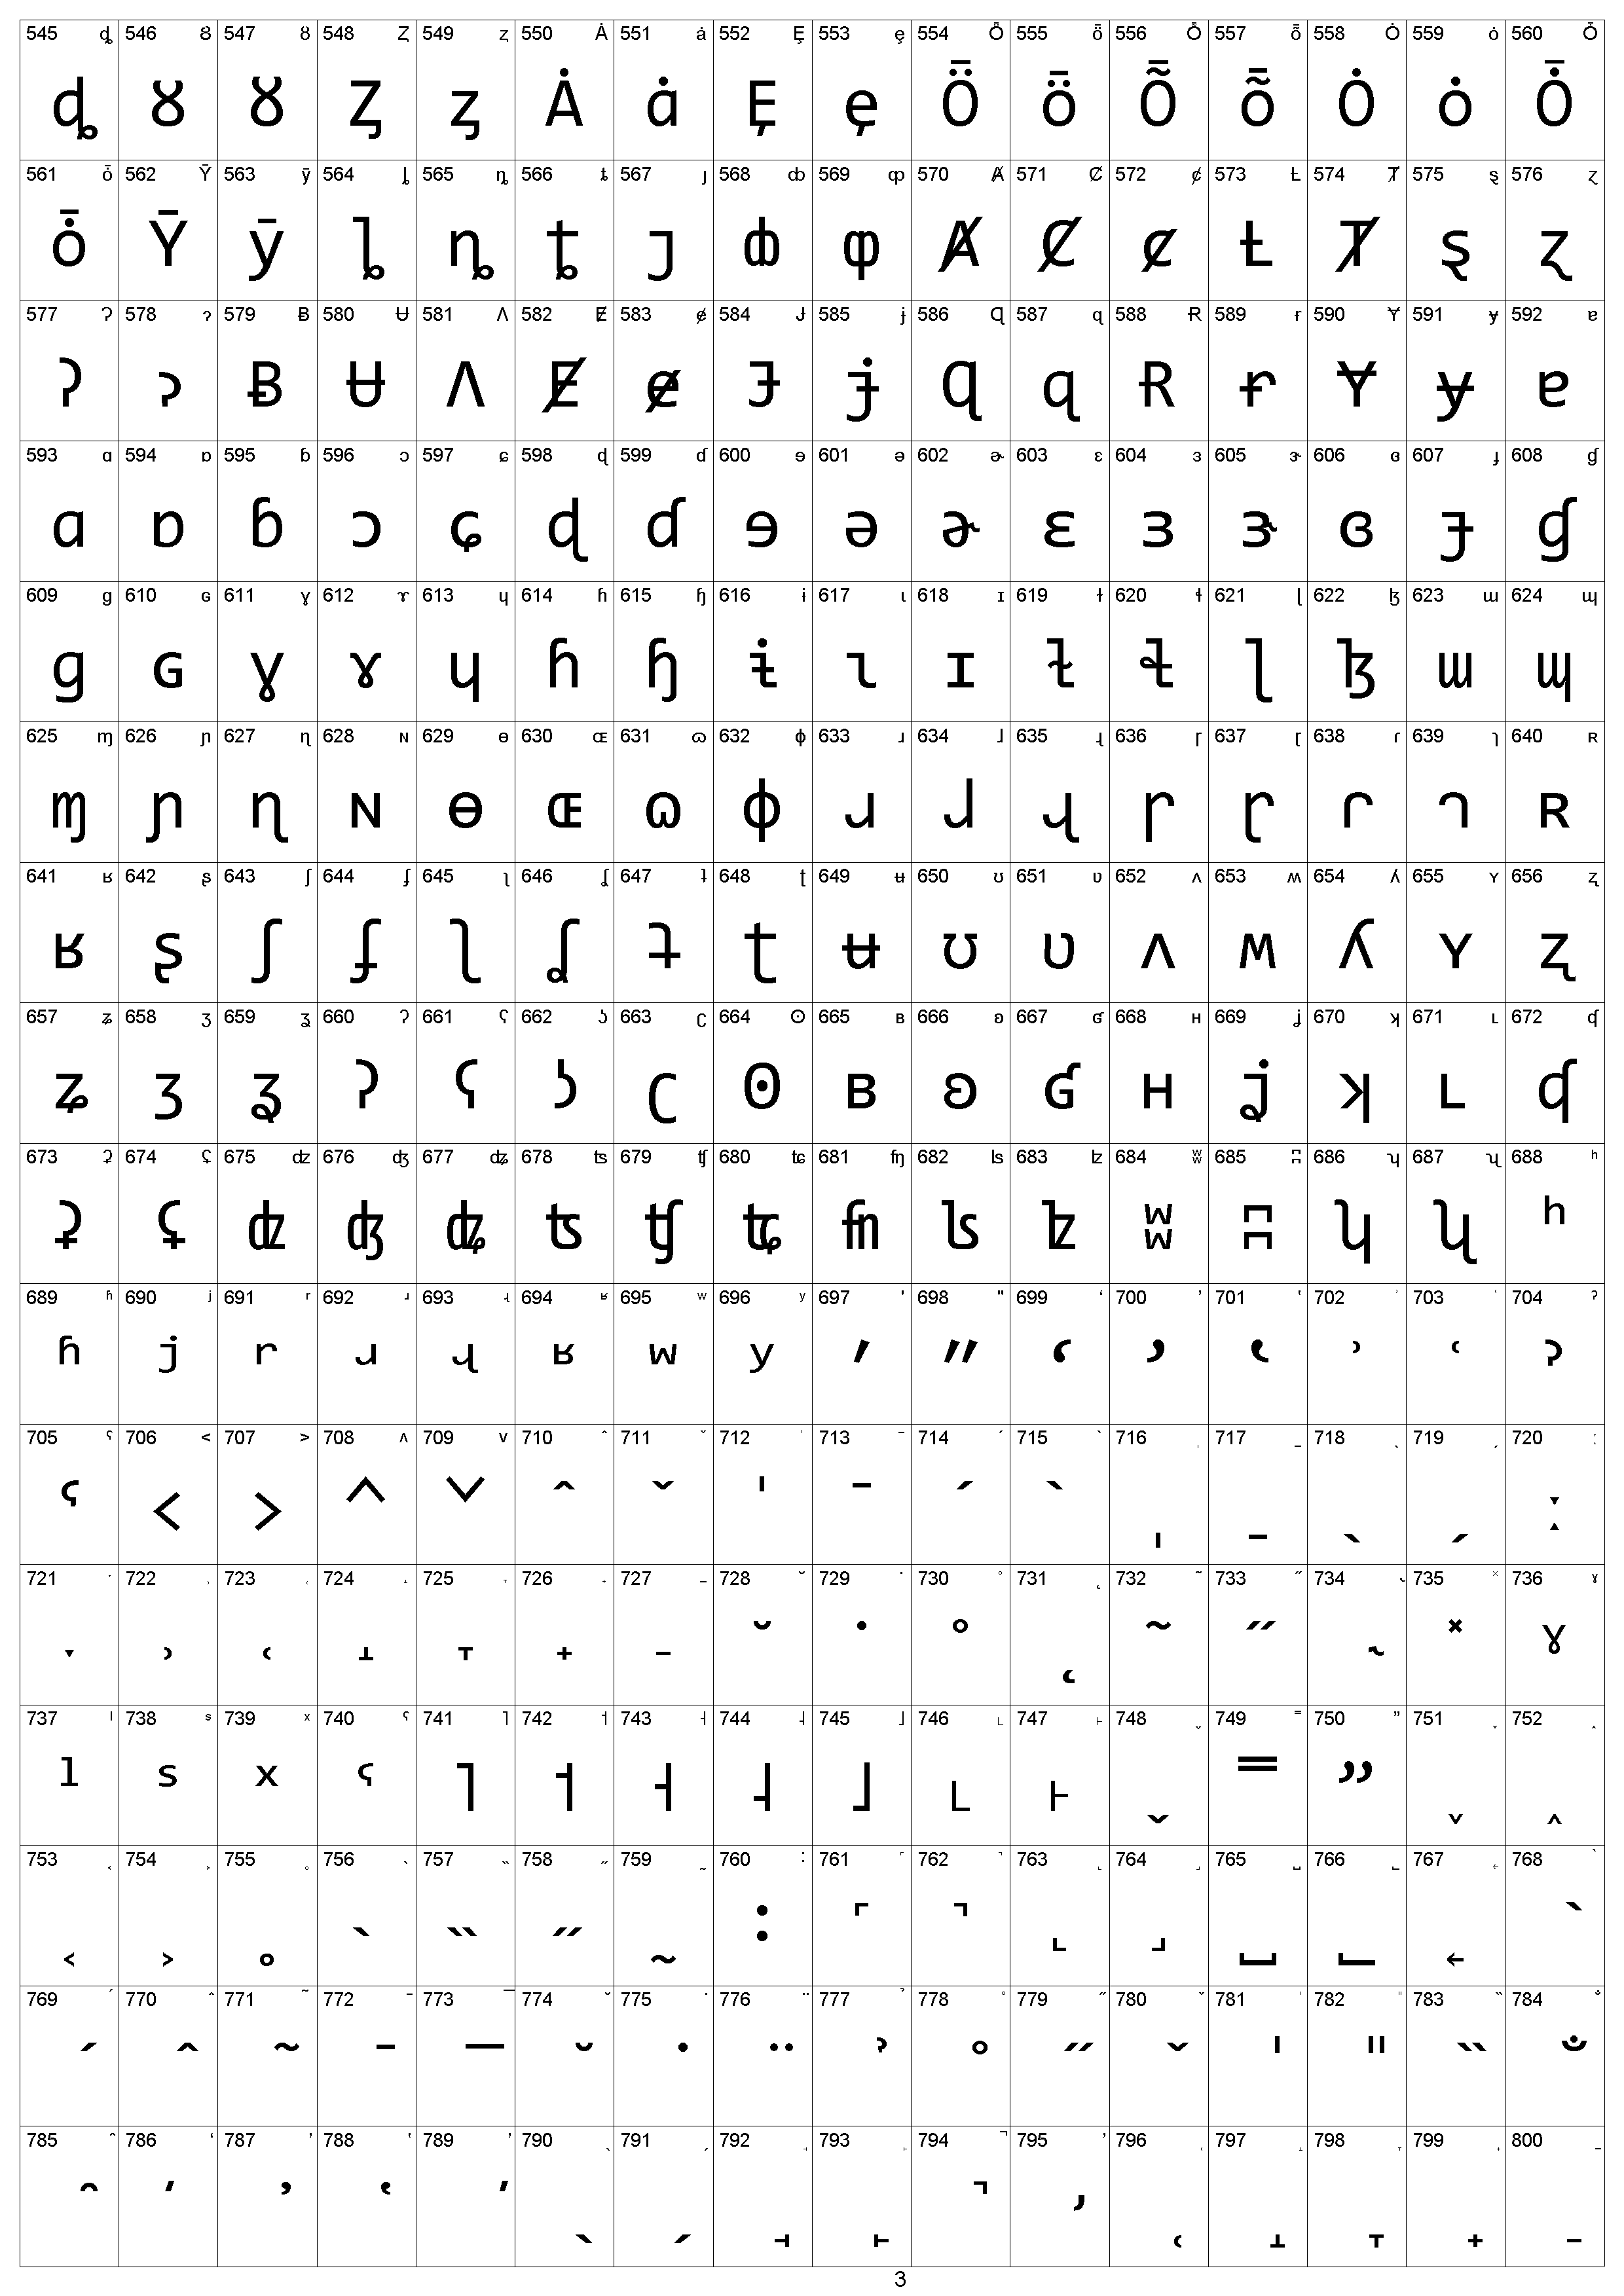 545 ȡ 546 Ȣ 547 ȣ 548 Ȥ 549 ȥ 550 Ȧ 551 ȧ 552 Ȩ 553 ȩ 554 Ȫ 555 ȫ 556 Ȭ 557 ȭ 558 Ȯ 559 ȯ 560 Ȱ
ȡ Ȣ ȣ Ȥ ȥ Ȧ ȧ Ȩ ȩ Ȫ ȫ Ȭ ȭ Ȯ ȯ Ȱ
561 ȱ 562 Ȳ 563 ȳ 564 ȴ 565 ȵ 566 ȶ 567 ȷ 568 ȸ 569 ȹ 570 Ⱥ 571 Ȼ 572 ȼ 573 Ƚ 574 Ⱦ 575 ȿ 576 ɀ
ȱ Ȳ ȳ ȴ ȵ ȶ ȷ ȸ ȹ Ⱥ Ȼ ȼ Ƚ Ⱦ ȿ ɀ
577 Ɂ 578 ɂ 579 Ƀ 580 Ʉ 581 Ʌ 582 Ɇ 583 ɇ 584 Ɉ 585 ɉ 586 Ɋ 587 ɋ 588 Ɍ 589 ɍ 590 Ɏ 591 ɏ 592 ɐ
Ɂ ɂ Ƀ Ʉ Ʌ Ɇ ɇ Ɉ ɉ Ɋ ɋ Ɍ ɍ Ɏ ɏ ɐ
593 ɑ 594 ɒ 595 ɓ 596 ɔ 597 ɕ 598 ɖ 599 ɗ 600 ɘ 601 ə 602 ɚ 603 ɛ 604 ɜ 605 ɝ 606 ɞ 607 ɟ 608 ɠ
ɑ ɒ ɓ ɔ ɕ ɖ ɗ ɘ ə ɚ ɛ ɜ ɝ ɞ ɟ ɠ
609 ɡ 610 ɢ 611 ɣ 612 ɤ 613 ɥ 614 ɦ 615 ɧ 616 ɨ 617 ɩ 618 ɪ 619 ɫ 620 ɬ 621 ɭ 622 ɮ 623 ɯ 624 ɰ
ɡ ɢ ɣ ɤ ɥ ɦ ɧ ɨ ɩ ɪ ɫ ɬ ɭ ɮ ɯ ɰ
625 ɱ 626 ɲ 627 ɳ 628 ɴ 629 ɵ 630 ɶ 631 ɷ 632 ɸ 633 ɹ 634 ɺ 635 ɻ 636 ɼ 637 ɽ 638 ɾ 639 ɿ 640 ʀ
ɱ ɲ ɳ ɴ ɵ ɶ ɷ ɸ ɹ ɺ ɻ ɼ ɽ ɾ ɿ ʀ
641 ʁ 642 ʂ 643 ʃ 644 ʄ 645 ʅ 646 ʆ 647 ʇ 648 ʈ 649 ʉ 650 ʊ 651 ʋ 652 ʌ 653 ʍ 654 ʎ 655 ʏ 656 ʐ
ʁ ʂ ʃ ʄ ʅ ʆ ʇ ʈ ʉ ʊ ʋ ʌ ʍ ʎ ʏ ʐ
657 ʑ 658 ʒ 659 ʓ 660 ʔ 661 ʕ 662 ʖ 663 ʗ 664 ʘ 665 ʙ 666 ʚ 667 ʛ 668 ʜ 669 ʝ 670 ʞ 671 ʟ 672 ʠ
ʑ ʒ ʓ ʔ ʕ ʖ ʗ ʘ ʙ ʚ ʛ ʜ ʝ ʞ ʟ ʠ
673 ʡ 674 ʢ 675 ʣ 676 ʤ 677 ʥ 678 ʦ 679 ʧ 680 ʨ 681 ʩ 682 ʪ 683 ʫ 684 ʬ 685 ʭ 686 ʮ 687 ʯ 688 ʰ
ʡ ʢ ʣ ʤ ʥ ʦ ʧ ʨ ʩ ʪ ʫ ʬ ʭ ʮ ʯ ʰ
689 ʱ 690 ʲ 691 ʳ 692 ʴ 693 ʵ 694 ʶ 695 ʷ 696 ʸ 697 ʹ 698 ʺ 699 ʻ 700 ʼ 701 ʽ 702 ʾ 703 ʿ 704 ˀ
ʱ ʲ ʳ ʴ ʵ ʶ ʷ ʸ ʹ ʺ ʻ ʼ ʽ ʾ ʿ ˀ
705 ˁ 706 ˂ 707 ˃ 708 ˄ 709 ˅ 710 ˆ 711 ˇ 712 ˈ 713 ˉ 714 ˊ 715 ˋ 716 ˌ 717 ˍ 718 ˎ 719 ˏ 720 ː
ˁ ˂ ˃ ˄ ˅ ˆ ˇ ˈ ˉ ˊ ˋ ˌ ˍ ˎ ˏ ː
721 ˑ 722 ˒ 723 ˓ 724 ˔ 725 ˕ 726 ˖ 727 ˗ 728 ˘ 729 ˙ 730 ˚ 731 ˛ 732 ˜ 733 ˝ 734 ˞ 735 ˟ 736 ˠ
ˑ ˒ ˓ ˔ ˕ ˖ ˗ ˘ ˙ ˚ ˛ ˜ ˝ ˞ ˟ ˠ
737 ˡ 738 ˢ 739 ˣ 740 ˤ 741 ˥ 742 ˦ 743 ˧ 744 ˨ 745 ˩ 746 ˪ 747 ˫ 748 ˬ 749 ˭ 750 ˮ 751 ˯ 752 ˰
ˡ ˢ ˣ ˤ ˥ ˦ ˧ ˨ ˩ ˪ ˫ ˬ ˭ ˮ ˯ ˰
753 ˱ 754 ˲ 755 ˳ 756 ˴ 757 ˵ 758 ˶ 759 ˷ 760 ˸ 761 ˹ 762 ˺ 763 ˻ 764 ˼ 765 ˽ 766 ˾ 767 ˿ 768 ̀
˱ ˲ ˳ ˴ ˵ ˶ ˷ ˸ ˹ ˺ ˻ ˼ ˽ ˾ ˿ ̀
769 ́ 770 ̂ 771 ̃ 772 ̄ 773 ̅ 774 ̆ 775 ̇ 776 ̈ 777 ̉ 778 ̊ 779 ̋ 780 ̌ 781 ̍ 782 ̎ 783 ̏ 784 ̐
́ ̂ ̃ ̄ ̅ ̆ ̇ ̈ ̉ ̊ ̋ ̌ ̍ ̎ ̏ ̐
785 ̑ 786 ̒ 787 ̓ 788 ̔ 789 ̕ 790 ̖ 791 ̗ 792 ̘ 793 ̙ 794 ̚ 795 ̛ 796 ̜ 797 ̝ 798 ̞ 799 ̟ 800 ̠
̑ ̒ ̓ ̔ ̕ ̖ ̗ ̘ ̙ ̚ ̛ ̜ ̝ ̞ ̟ ̠
3